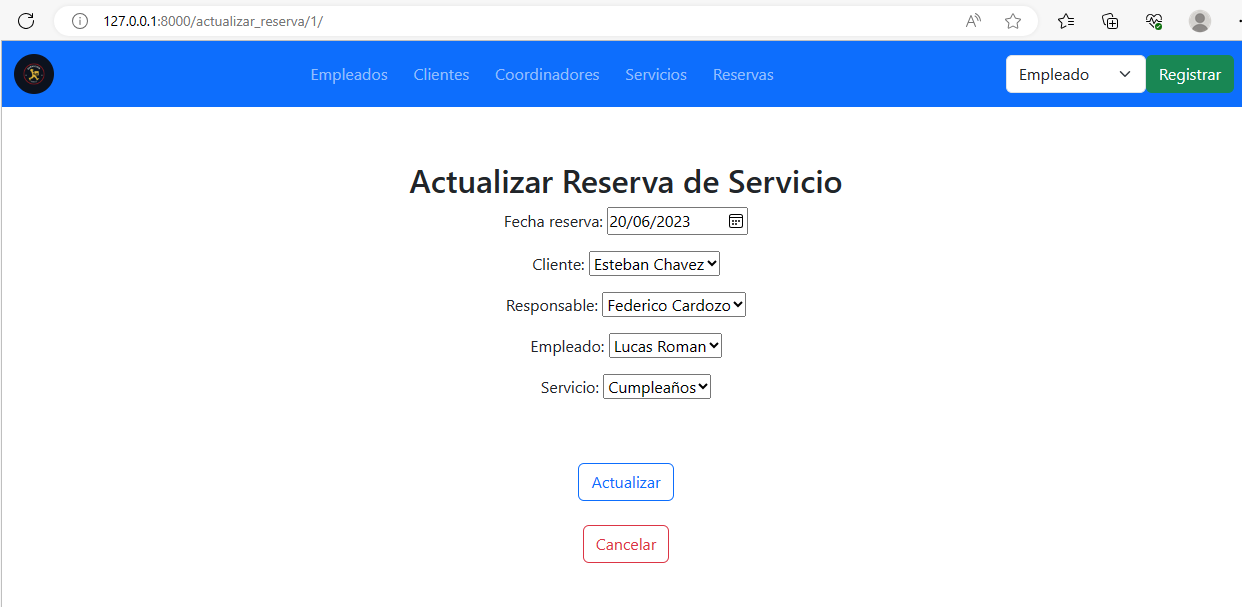 127.0.0.1:8000/actualizar_reserva/1/
Empleados Clientes Coordinadores Servicios Reservas Empleado Registrar
Actualizar Reserva de Servicio
Fecha reserva: 20/06/2023
Cliente: Esteban Chavez
Responsable: Federico Cardozo
Empleado: Lucas Roman
Servicio: Cumpleaños
Actualizar
Cancelar